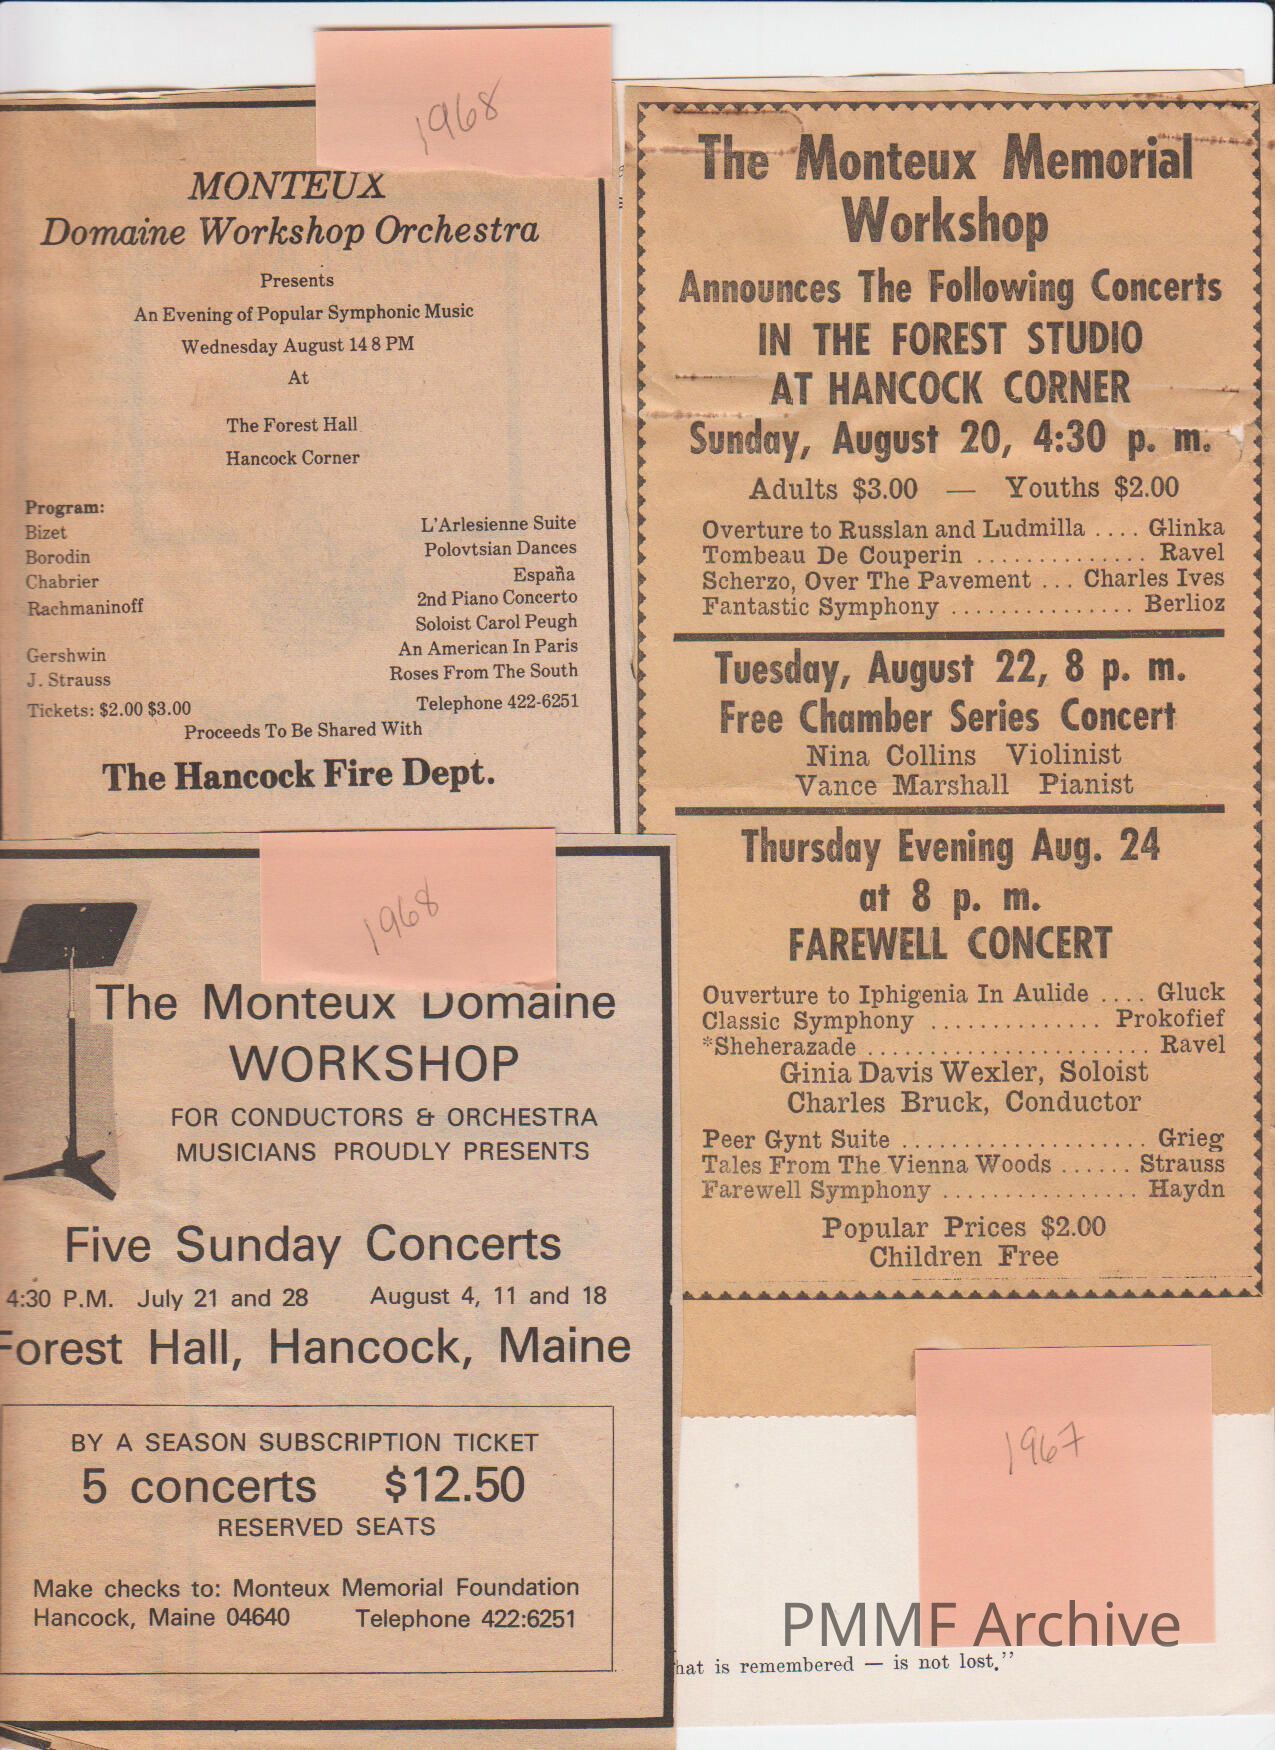 1968
MONTEUX
Domaine Workshop Orchestra
Presents
An Evening of Popular Symphonic Music
Wednesday August 14 8 PM
At
The Forest Hall
Hancock Corner
Program:
Bizet L'Arlesienne Suite
Borodin Polovtsian Dances
Chabrier España
Rachmaninoff 2nd Piano Concerto
Soloist Carol Peugh
Gershwin An American In Paris
J. Strauss Roses From The South
Tickets: $2.00 $3.00 Telephone 422-6251
Proceeds To Be Shared With
The Hancock Fire Dept.
1968
The Monteux Domaine
WORKSHOP
FOR CONDUCTORS & ORCHESTRA
MUSICIANS PROUDLY PRESENTS
Five Sunday Concerts
4:30 P.M. July 21 and 28 August 4, 11 and 18
Forest Hall, Hancock, Maine
BY A SEASON SUBSCRIPTION TICKET
5 concerts $12.50
RESERVED SEATS
Make checks to: Monteux Memorial Foundation
Hancock, Maine 04640 Telephone 422:6251
The Monteux Memorial
Workshop
Announces The Following Concerts
IN THE FOREST STUDIO
AT HANCOCK CORNER
Sunday, August 20, 4:30 p. m.
Adults $3.00 — Youths $2.00
Overture to Russlan and Ludmilla .... Glinka
Tombeau De Couperin .............. Ravel
Scherzo, Over The Pavement ... Charles Ives
Fantastic Symphony ............... Berlioz
Tuesday, August 22, 8 p. m.
Free Chamber Series Concert
Nina Collins Violinist
Vance Marshall Pianist
Thursday Evening Aug. 24
at 8 p. m.
FAREWELL CONCERT
Ouverture to Iphigenia In Aulide .... Gluck
Classic Symphony .............. Prokofief
*Sheherazade ....................... Ravel
Ginia Davis Wexler, Soloist
Charles Bruck, Conductor
Peer Gynt Suite .................... Grieg
Tales From The Vienna Woods ...... Strauss
Farewell Symphony ................ Haydn
Popular Prices $2.00
Children Free
1967
PMMF Archive
hat is remembered — is not lost."